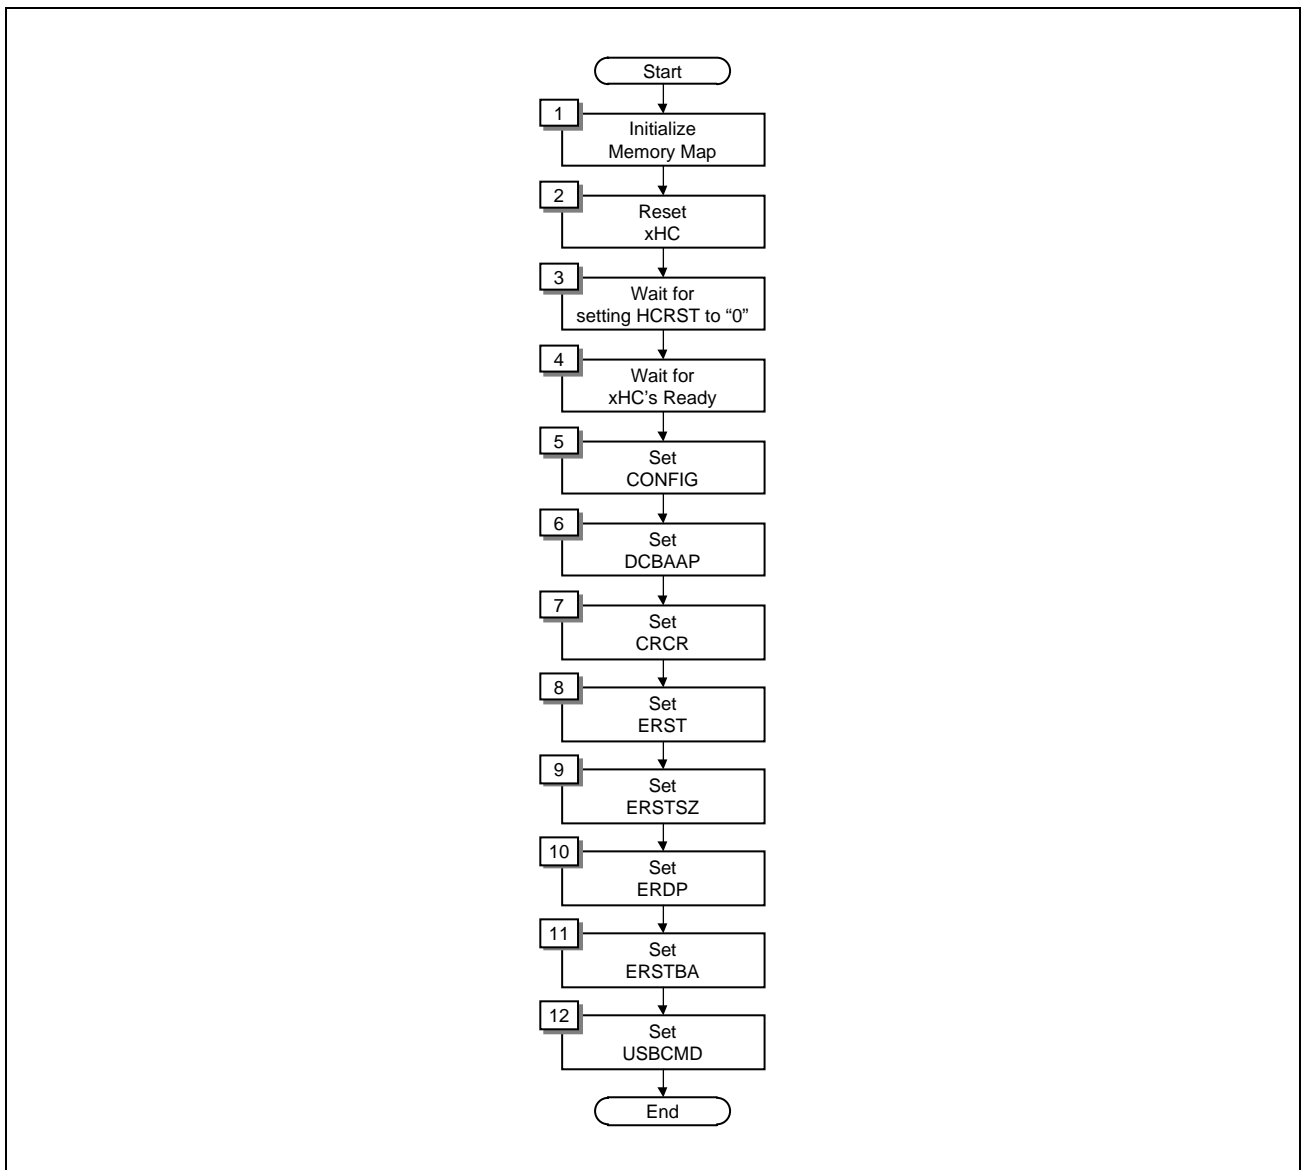 Start
1
Initialize
Memory Map
2
Reset
xHC
3
Wait for
setting HCRST to “0”
4
Wait for
xHC’s Ready
5
Set
CONFIG
6
Set
DCBAAP
7
Set
CRCR
8
Set
ERST
9
Set
ERSTSZ
10
Set
ERDP
11
Set
ERSTBA
12
Set
USBCMD
End